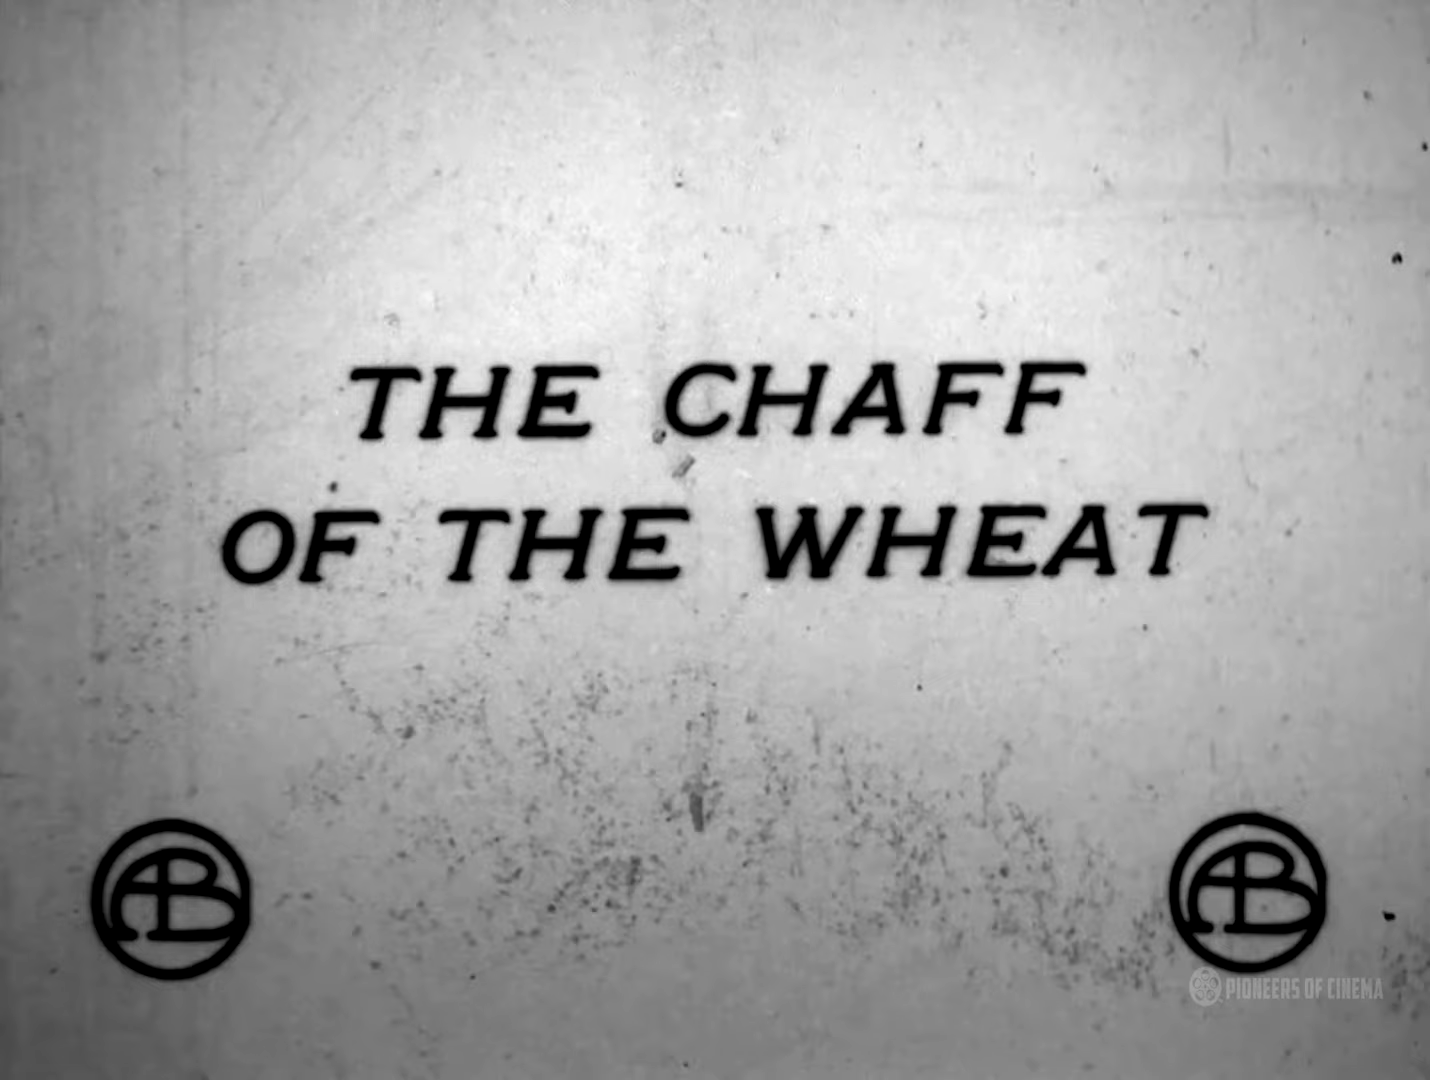 THE CHAFF
OF THE WHEAT
AB
AB
PIONEERS OF CINEMA